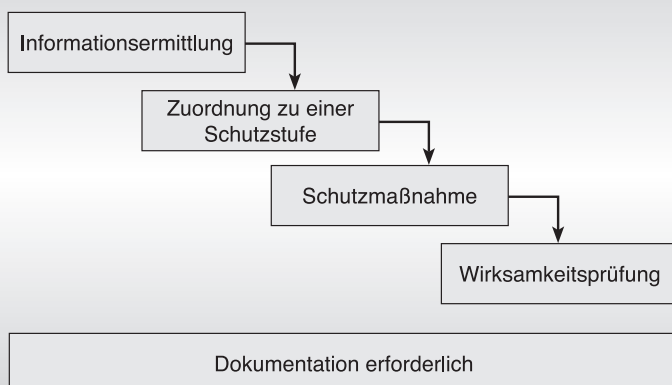 Informationsermittlung
Zuordnung zu einer
Schutzstufe
Schutzmaßnahme
Wirksamkeitsprüfung
Dokumentation erforderlich